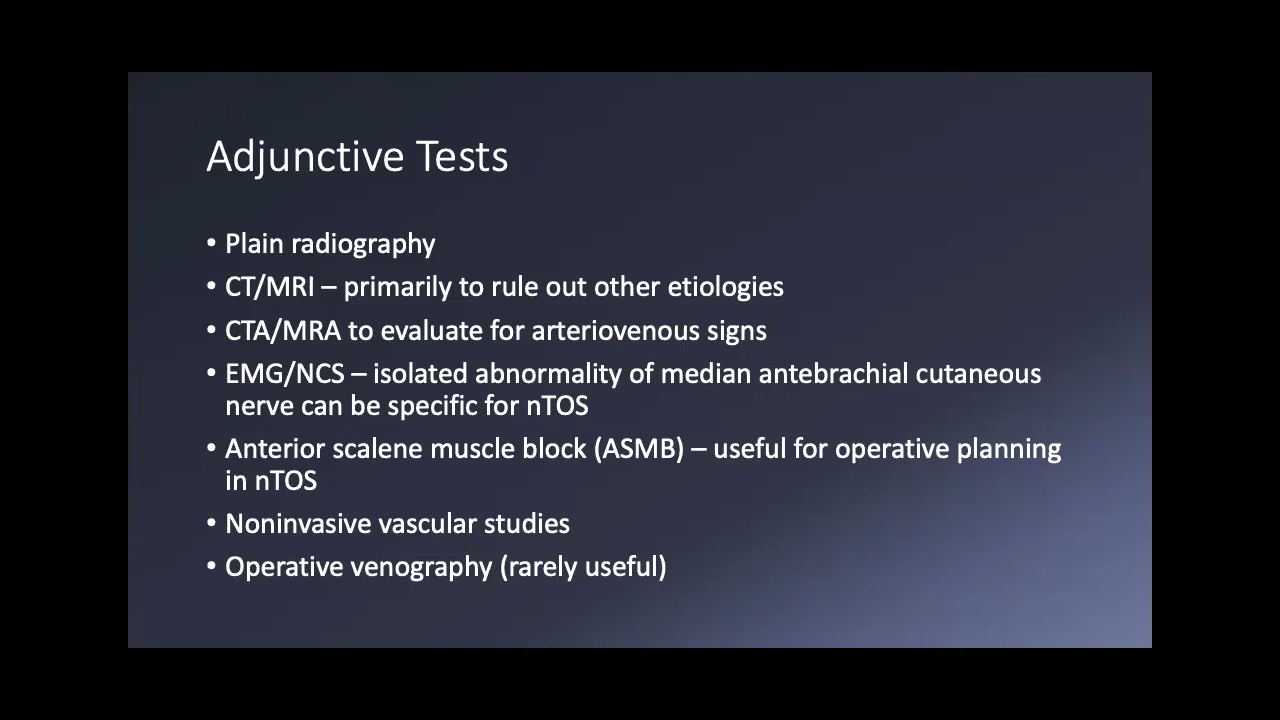 Adjunctive Tests
• Plain radiography
• CT/MRI – primarily to rule out other etiologies
• CTA/MRA to evaluate for arteriovenous signs
• EMG/NCS – isolated abnormality of median antebrachial cutaneous
nerve can be specific for nTOS
• Anterior scalene muscle block (ASMB) – useful for operative planning
in nTOS
• Noninvasive vascular studies
• Operative venography (rarely useful)